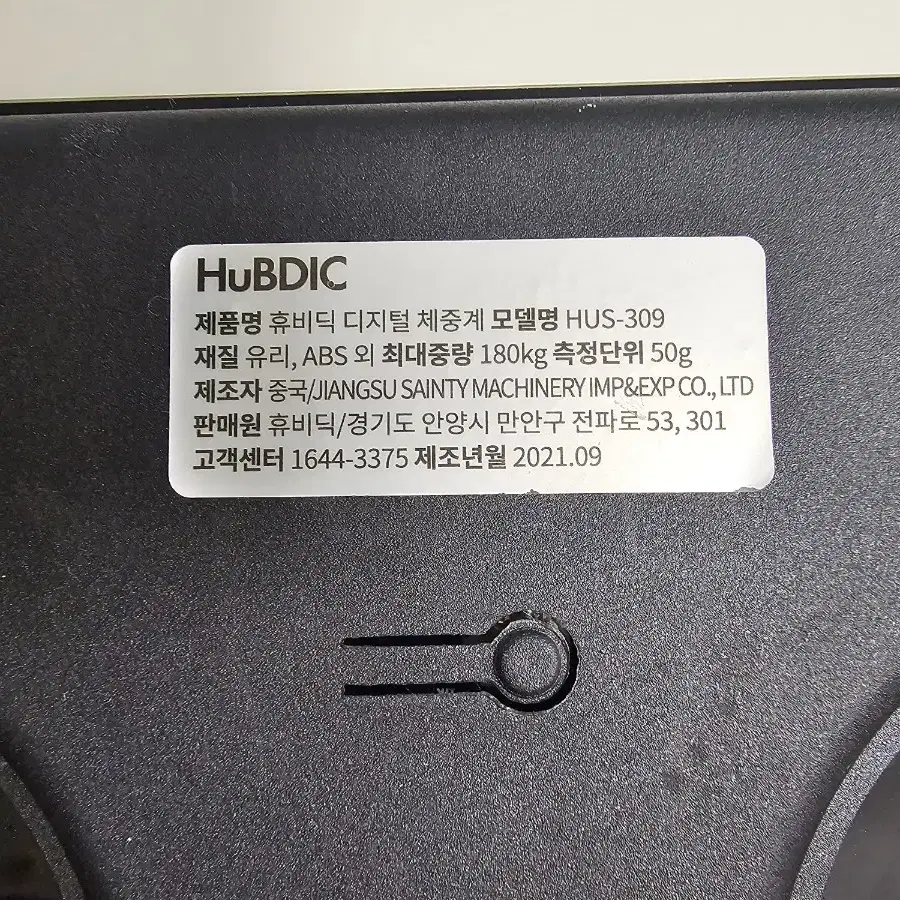 HuBDIC
제품명 휴비딕 디지털 체중계 모델명 HUS-309
재질 유리, ABS 외 최대중량 180kg 측정단위 50g
제조자 중국/JIANGSU SAINTY MACHINERY IMP&EXP CO., LTD
판매원 휴비딕/경기도 안양시 만안구 전파로 53, 301
고객센터 1644-3375 제조년월 2021.09